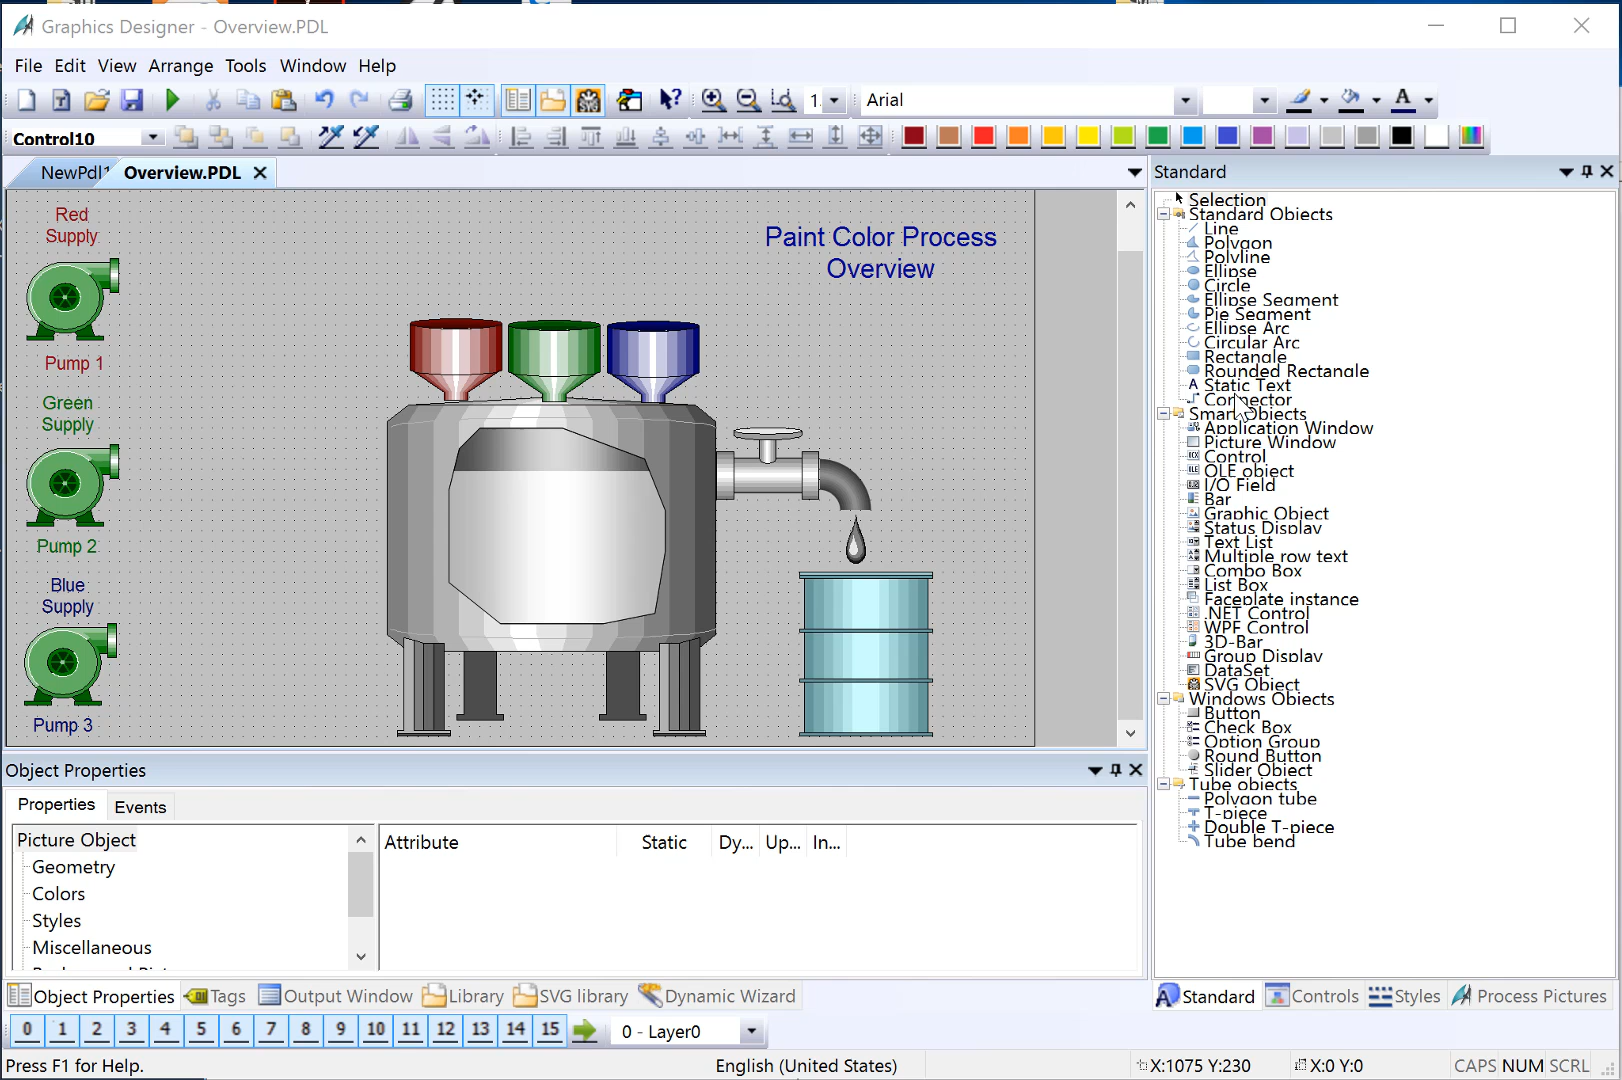 Graphics Designer - Overview.PDL
File Edit View Arrange Tools Window Help
1. Arial
Control10
NewPdl1 Overview.PDL
Standard
Red
Supply
Pump 1
Green
Supply
Pump 2
Blue
Supply
Pump 3
Paint Color Process
Overview
Selection
Standard Objects
Line
Polygon
Polyline
Ellipse
Circle
Ellipse Segment
Pie Segment
Ellipse Arc
Circular Arc
Rectangle
Rounded Rectangle
Static Text
Connector
Smart Objects
Application Window
Picture Window
Control
OLE object
I/O Field
Bar
Graphic Object
Status Display
Text List
Multiple row text
Combo Box
List Box
Faceplate instance
.NET Control
WPF Control
3D-Bar
Group Display
DataSet
SVG Object
Windows Objects
Button
Check Box
Option Group
Round Button
Slider Object
Tube objects
Polygon tube
T-piece
Double T-piece
Tube bend
Object Properties
Properties Events
Picture Object
Geometry
Colors
Styles
Miscellaneous
Attribute Static Dy... Up... In...
Object Properties Tags Output Window Library SVG library Dynamic Wizard
Standard Controls Styles Process Pictures
0 1 2 3 4 5 6 7 8 9 10 11 12 13 14 15 0 - Layer0
Press F1 for Help. English (United States) X:1075 Y:230 X:0 Y:0 CAPS NUM SCRL